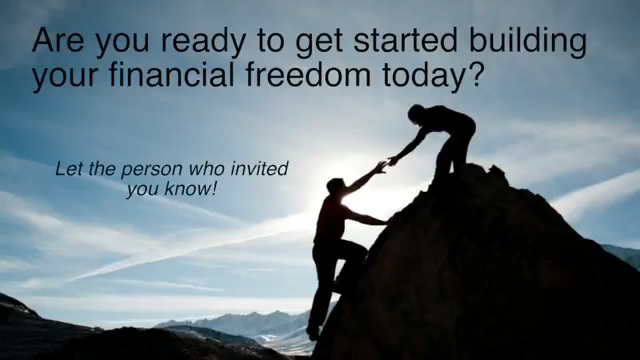 Are you ready to get started building
your financial freedom today?
Let the person who invited
you know!